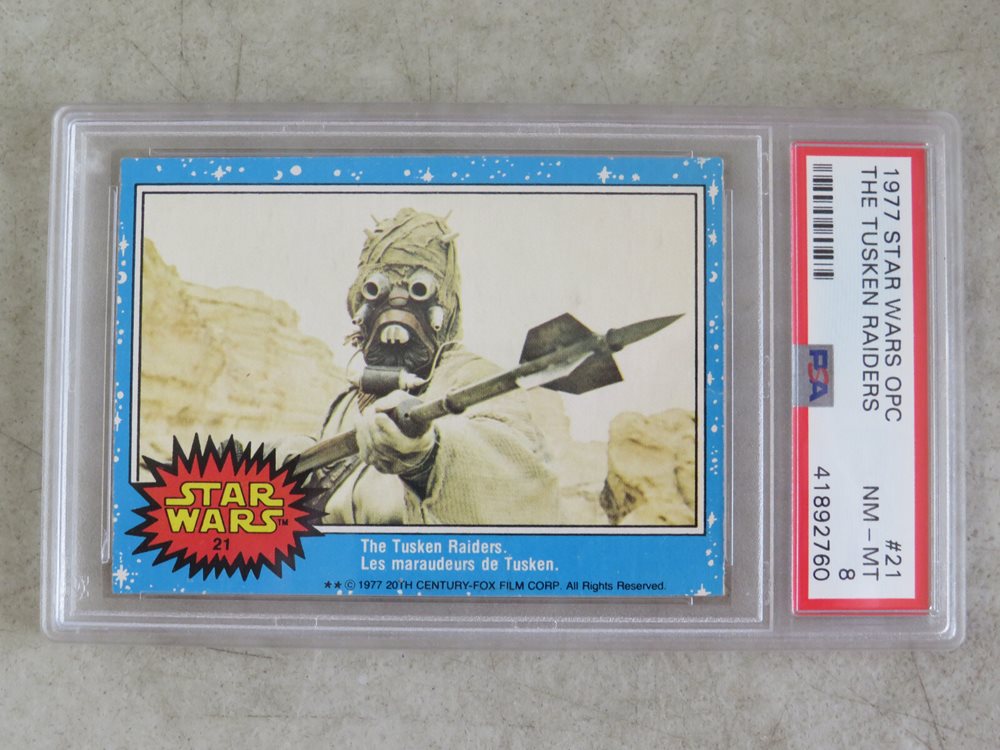 STAR
WARS™
21
The Tusken Raiders.
Les maraudeurs de Tusken.
★★ © 1977 20TH CENTURY-FOX FILM CORP. All Rights Reserved.
1977 STAR WARS OPC #21
THE TUSKEN RAIDERS NM - MT
8
PSA 41892760